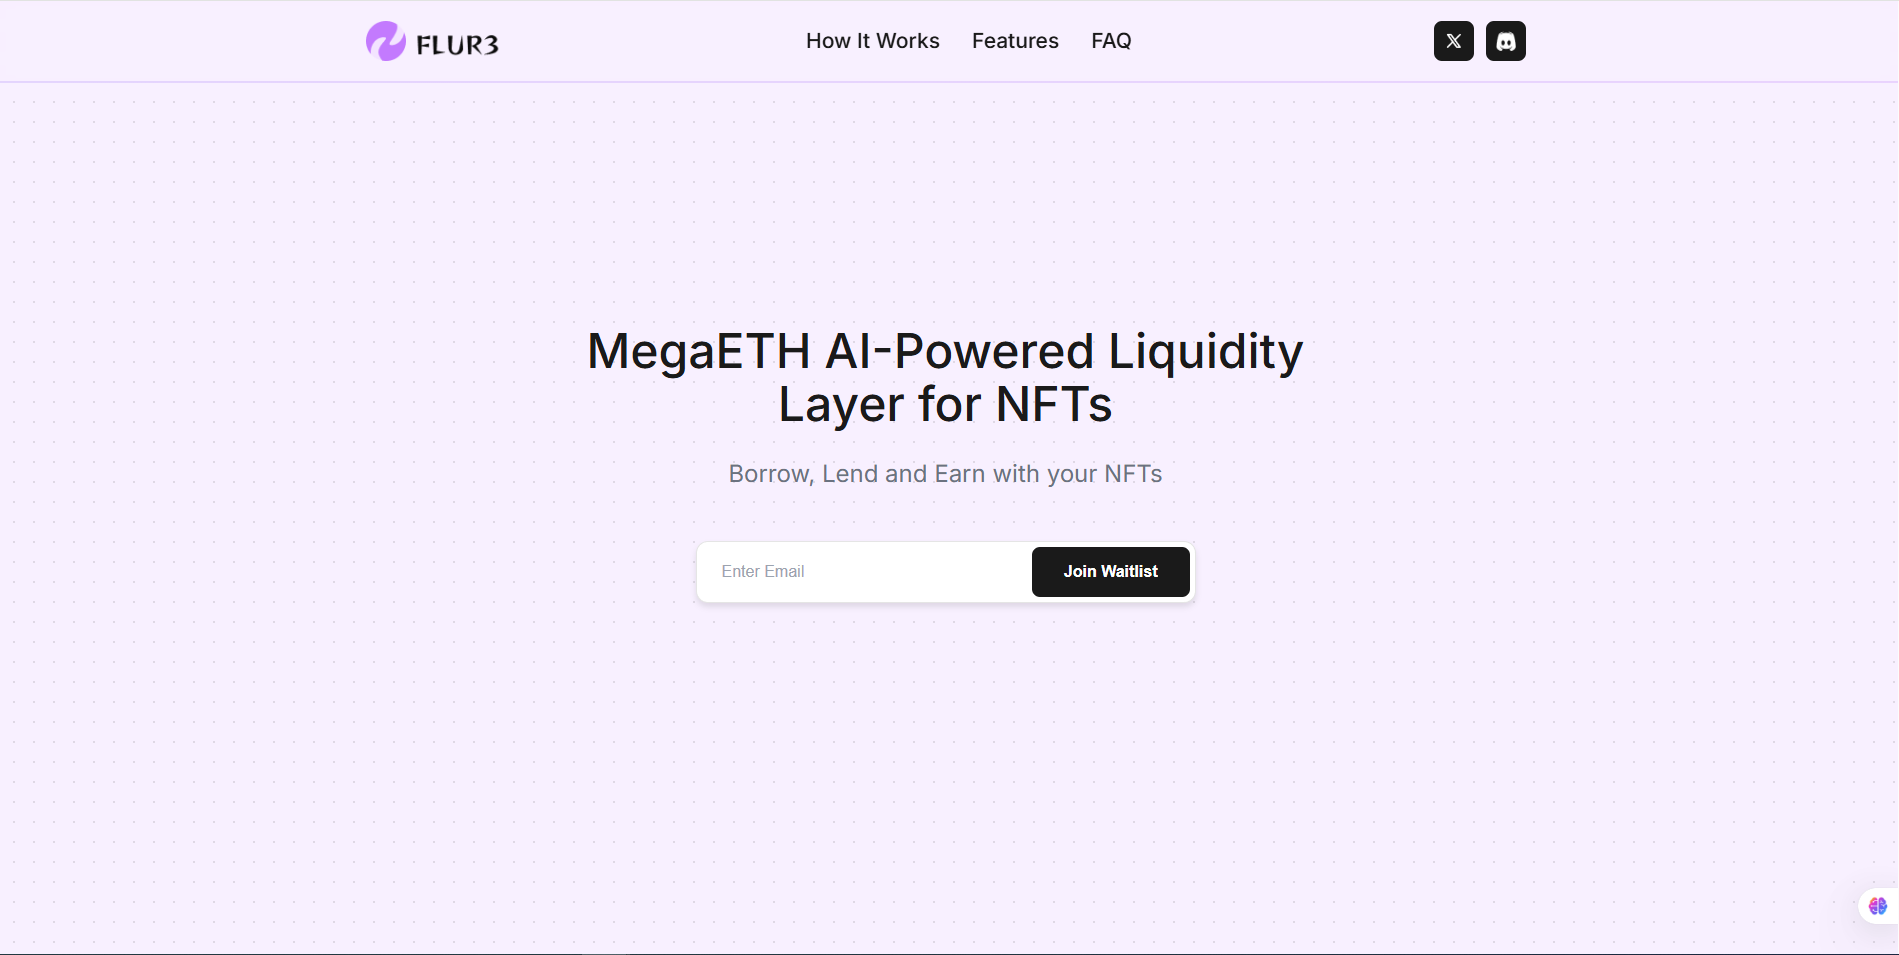 FLUR3
How It Works
Features
FAQ
MegaETH AI-Powered Liquidity
Layer for NFTs
Borrow, Lend and Earn with your NFTs
Enter Email
Join Waitlist